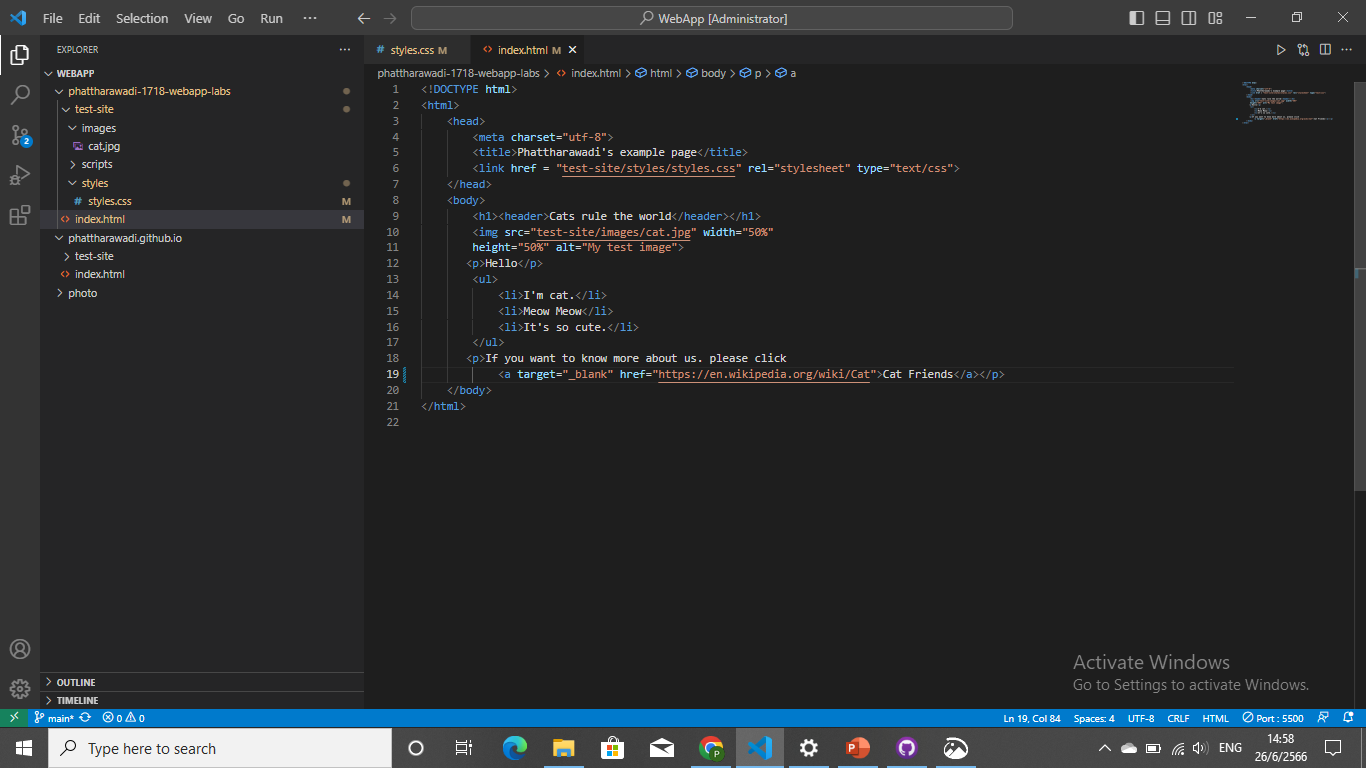 File Edit Selection View Go Run ··· WebApp [Administrator]
EXPLORER ···
WEBAPP
phattharawadi-1718-webapp-labs
test-site
images
cat.jpg
scripts
styles
styles.css M
index.html M
phattharawadi.github.io
test-site
index.html
photo
OUTLINE
TIMELINE
styles.css M index.html M
phattharawadi-1718-webapp-labs > index.html > html > body > p > a
1 <!DOCTYPE html>
2 <html>
3 <head>
4 <meta charset="utf-8">
5 <title>Phattharawadi's example page</title>
6 <link href = "test-site/styles/styles.css" rel="stylesheet" type="text/css">
7 </head>
8 <body>
9 <h1><header>Cats rule the world</header></h1>
10 <img src="test-site/images/cat.jpg" width="50%"
11 height="50%" alt="My test image">
12 <p>Hello</p>
13 <ul>
14 <li>I'm cat.</li>
15 <li>Meow Meow</li>
16 <li>It's so cute.</li>
17 </ul>
18 <p>If you want to know more about us. please click
19 <a target="_blank" href="https://en.wikipedia.org/wiki/Cat">Cat Friends</a></p>
20 </body>
21 </html>
22
2
Activate Windows
Go to Settings to activate Windows.
main* 0 0 Ln 19, Col 84 Spaces: 4 UTF-8 CRLF HTML Port : 5500
Type here to search
P
ENG
14:58
26/6/2566